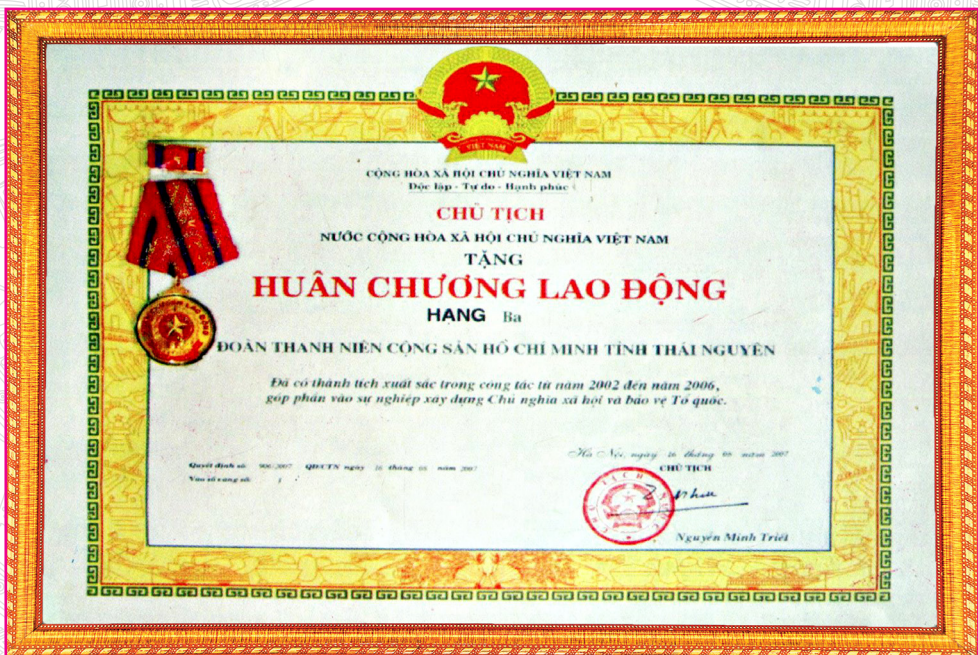 VIỆT NAM
CỘNG HÒA XÃ HỘI CHỦ NGHĨA VIỆT NAM
Độc lập - Tự do - Hạnh phúc
CHỦ TỊCH
NƯỚC CỘNG HÒA XÃ HỘI CHỦ NGHĨA VIỆT NAM
TẶNG
HUÂN CHƯƠNG LAO ĐỘNG
HẠNG Ba
ĐOÀN THANH NIÊN CỘNG SẢN HỒ CHÍ MINH TỈNH THÁI NGUYÊN
Đã có thành tích xuất sắc trong công tác từ năm 2002 đến năm 2006,
góp phần vào sự nghiệp xây dựng Chủ nghĩa xã hội và bảo vệ Tổ quốc.
Hà Nội, ngày 16 tháng 08 năm 2007
Quyết định số: 906/2007 QĐ/CTN ngày 16 tháng 08 năm 2007
Vào sổ vàng số: 1
CHỦ TỊCH
CHỦ TỊCH NƯỚC
Nguyễn Minh Triết